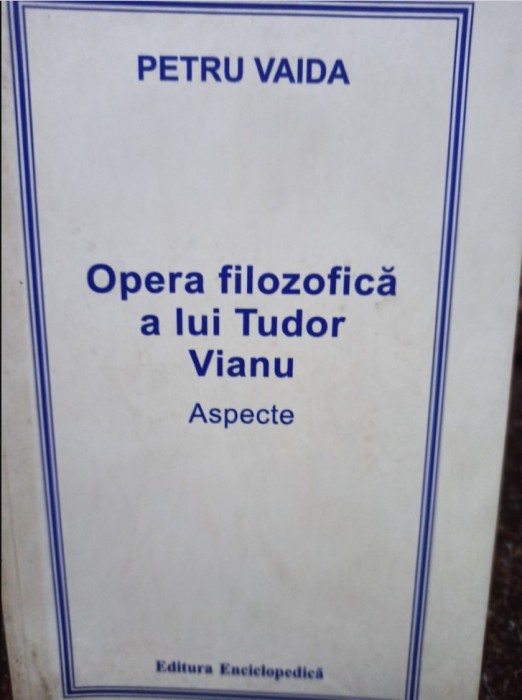 PETRU VAIDA
Opera filozofică
a lui Tudor
Vianu
Aspecte
Editura Enciclopedică